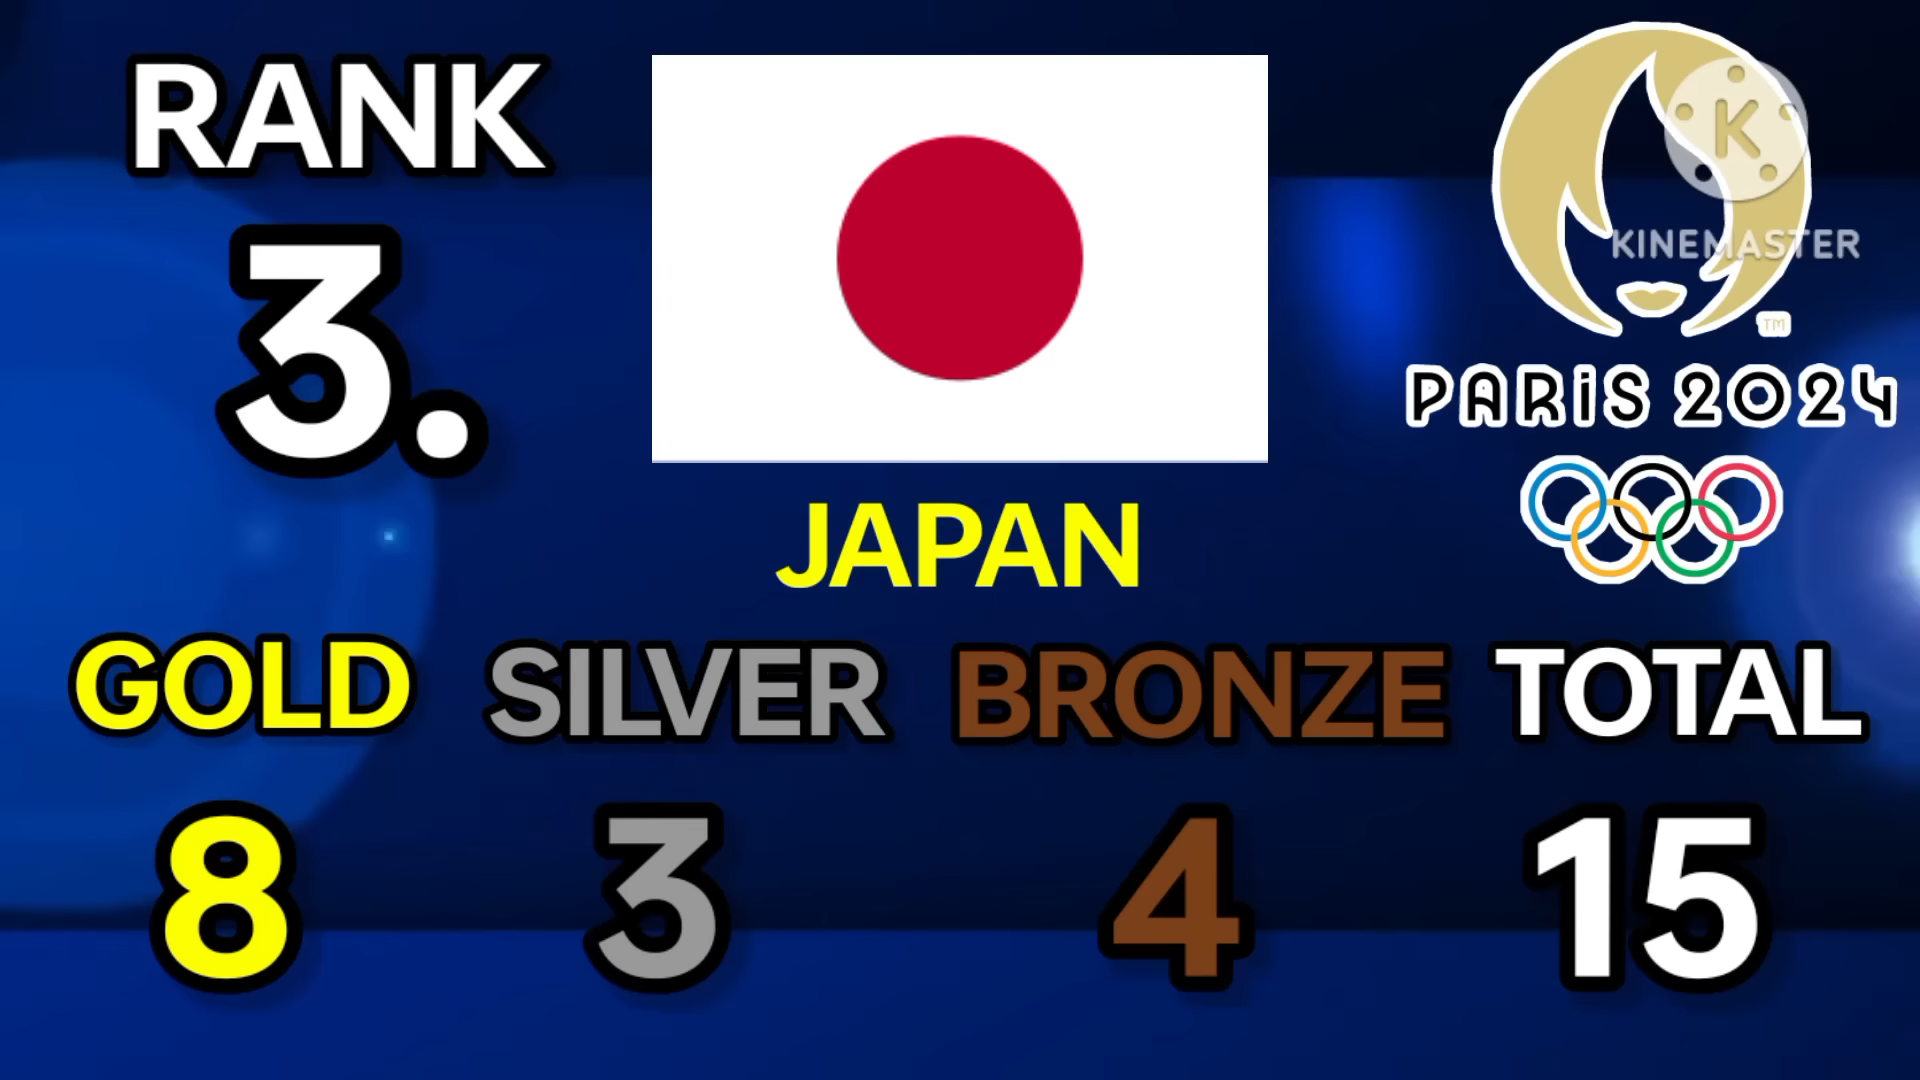 RANK
3.
JAPAN
K
KINEMASTER
TM
PARIS 2024
GOLD SILVER BRONZE TOTAL
8 3 4 15